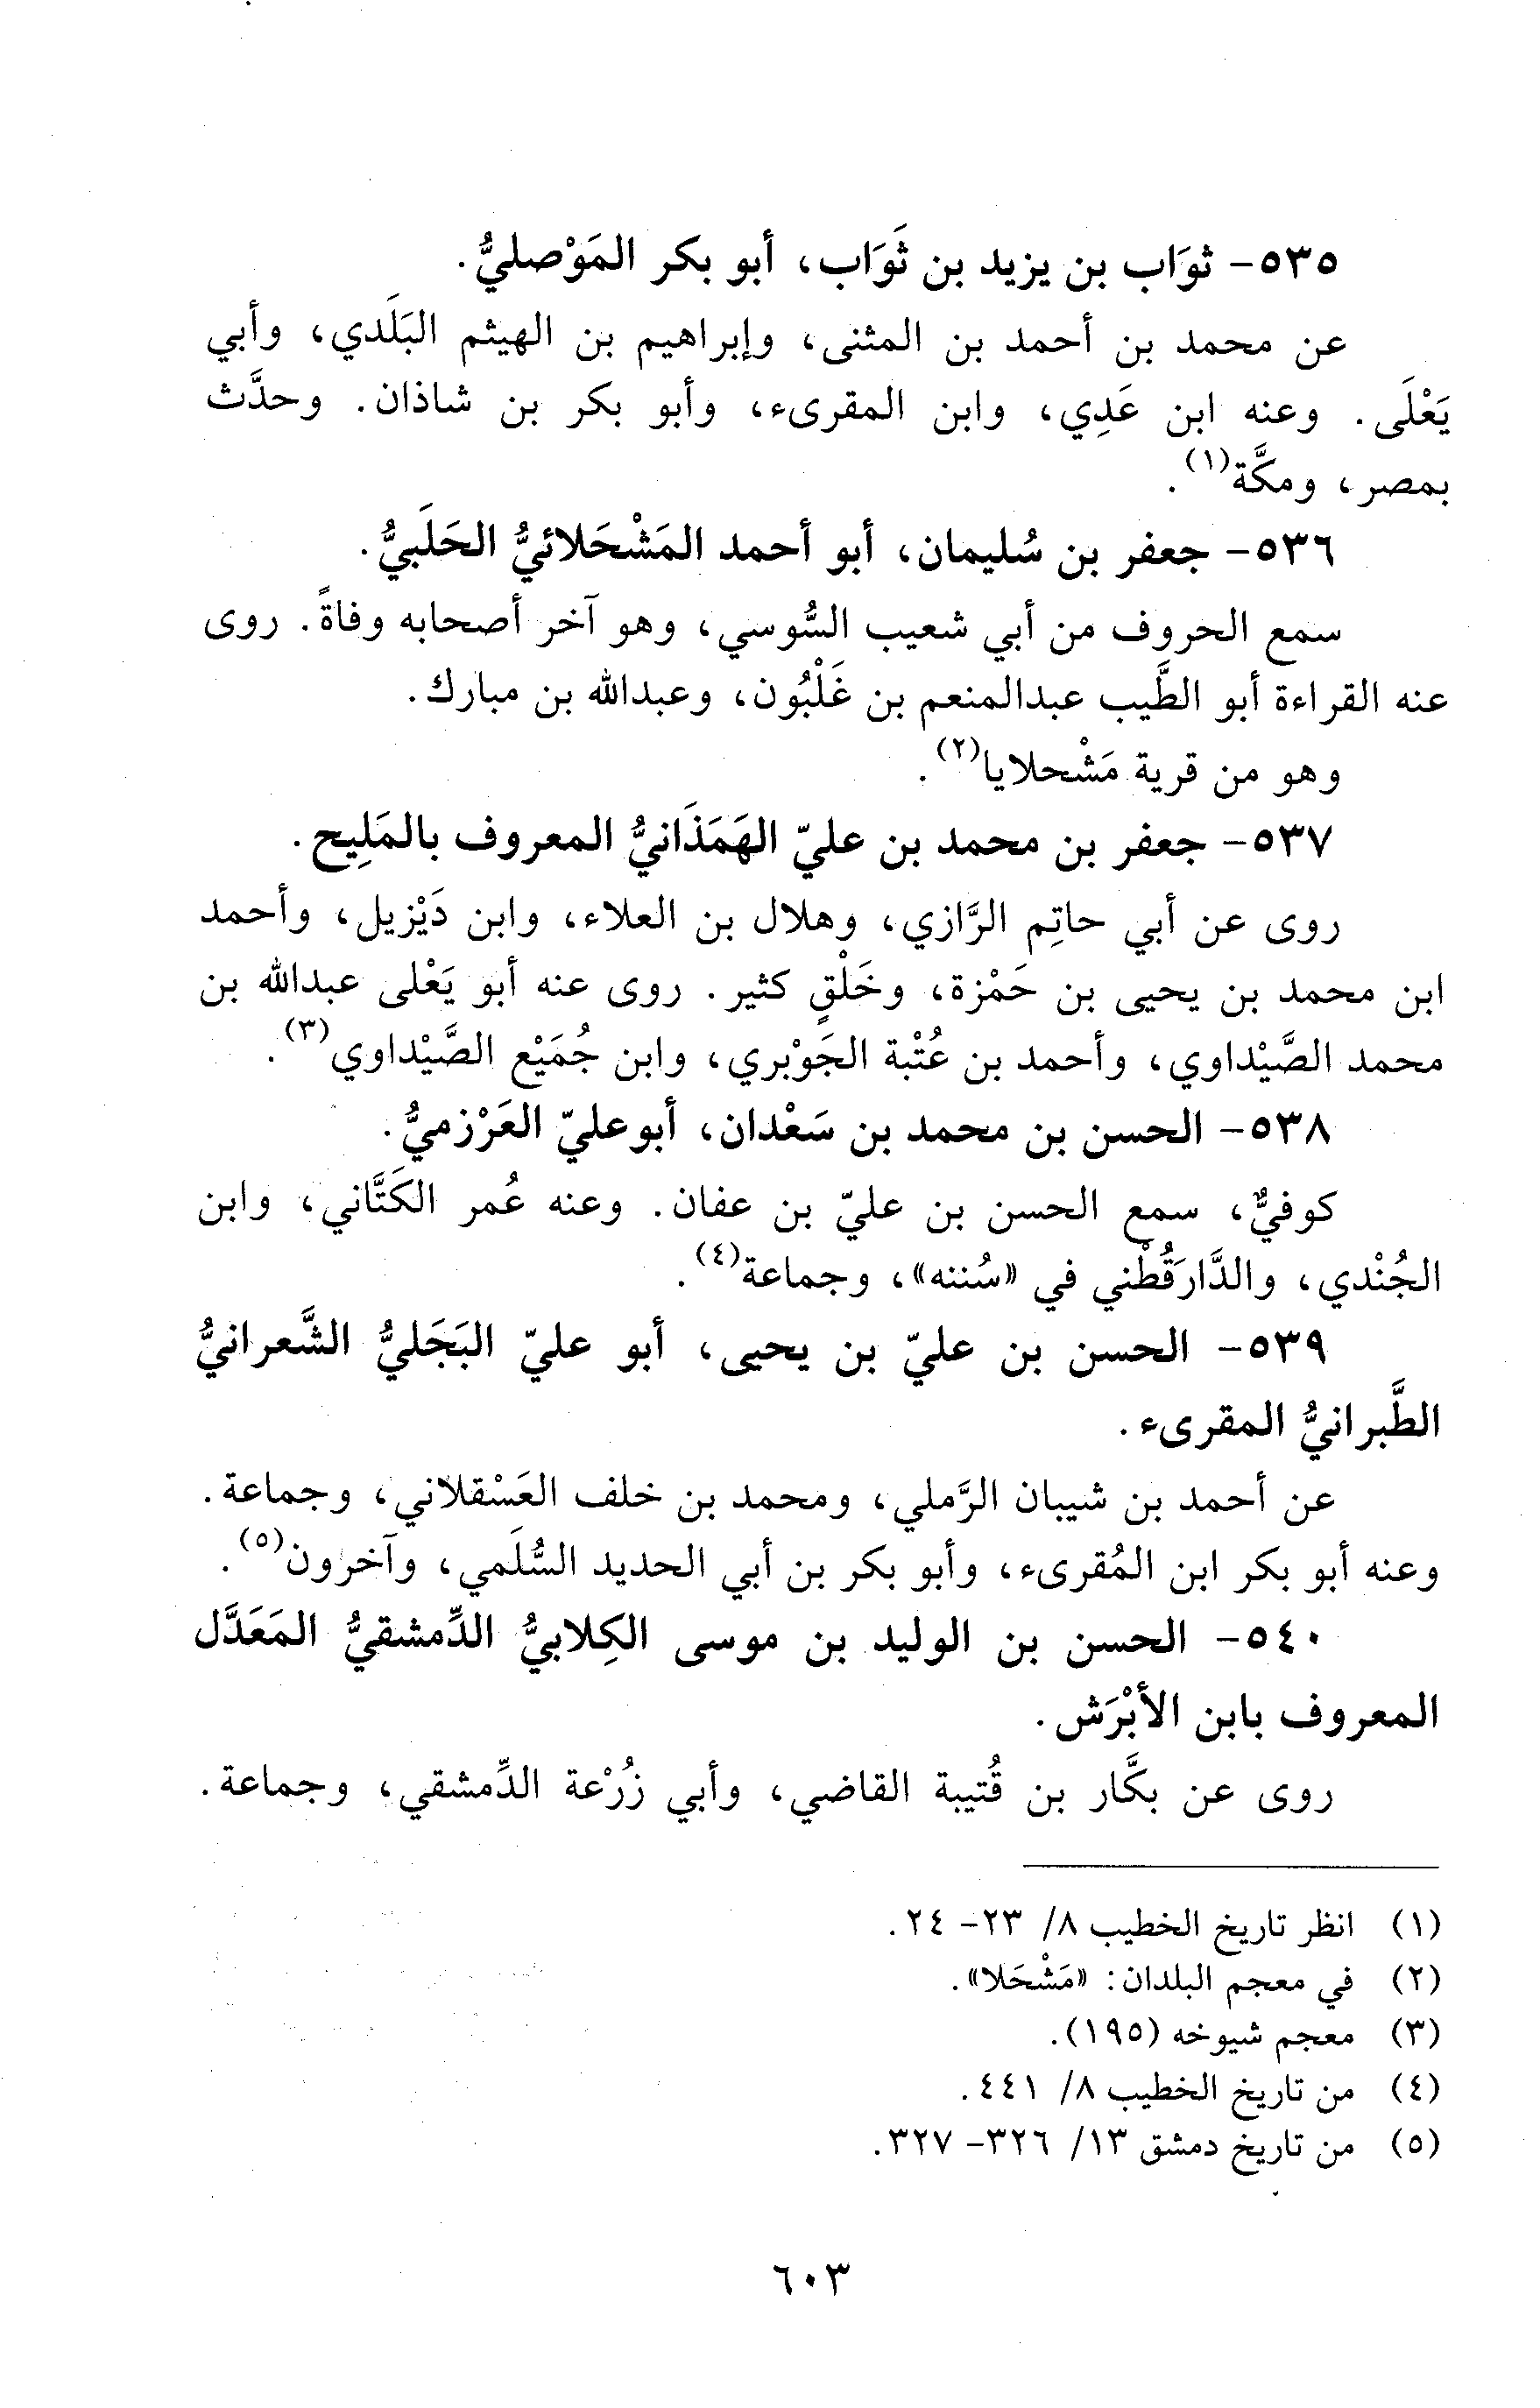 ٥٣٥- ثوَاب بن يزيد بن ثَوَاب، أبو بكر المَوْصليُّ.
عن محمد بن أحمد بن المثنى، وإبراهيم بن الهيثم البَلَدي، وأبي
يَعْلَى. وعنه ابن عَدِي، وابن المقرىء، وأبو بكر بن شاذان. وحدَّث
بمصر، ومكَّة(١).
٥٣٦- جعفر بن سُليمان، أبو أحمد المَشْحَلائيُّ الحَلَبيُّ.
سمع الحروف من أبي شعيب السُّوسي، وهو آخر أصحابه وفاةً. روى
عنه القراءة أبو الطَّيب عبدالمنعم بن غَلْبُون، وعبدالله بن مبارك.
وهو من قرية مَشْحلايا(٢).
٥٣٧- جعفر بن محمد بن عليّ الهَمَذَانيُّ المعروف بالمَلِيح.
روى عن أبي حاتِم الرَّازي، وهلال بن العلاء، وابن دَيْزيل، وأحمد
ابن محمد بن يحيى بن حَمْزة، وخَلْقٍ كثير. روى عنه أبو يَعْلى عبدالله بن
محمد الصَّيْداوي، وأحمد بن عُتْبة الجَوْبري، وابن جُمَيْع الصَّيْداوي(٣).
٥٣٨- الحسن بن محمد بن سَعْدان، أبوعليّ العَرْزميُّ.
كوفيٌّ، سمع الحسن بن عليّ بن عفان. وعنه عُمر الكَتَّاني، وابن
الجُنْدي، والدَّارَقُطْني في «سُننه»، وجماعة(٤).
٥٣٩- الحسن بن عليّ بن يحيى، أبو عليّ البَجَليُّ الشَّعرانيُّ
الطَّبرانيُّ المقرىء.
عن أحمد بن شيبان الرَّملي، ومحمد بن خلف العَسْقلاني، وجماعة.
وعنه أبو بكر ابن المُقرىء، وأبو بكر بن أبي الحديد السُّلَمي، وآخرون(٥).
٥٤٠- الحسن بن الوليد بن موسى الكِلابيُّ الدِّمشقيُّ المَعَدَّل
المعروف بابن الأبْرَش.
روى عن بكَّار بن قُتيبة القاضي، وأبي زُرْعة الدِّمشقي، وجماعة.
(١) انظر تاريخ الخطيب ٨/ ٢٣- ٢٤.
(٢) في معجم البلدان: «مَشْحَلا».
(٣) معجم شيوخه (١٩٥).
(٤) من تاريخ الخطيب ٨/ ٤٤١.
(٥) من تاريخ دمشق ١٣/ ٣٢٦- ٣٢٧.
٦٠٣